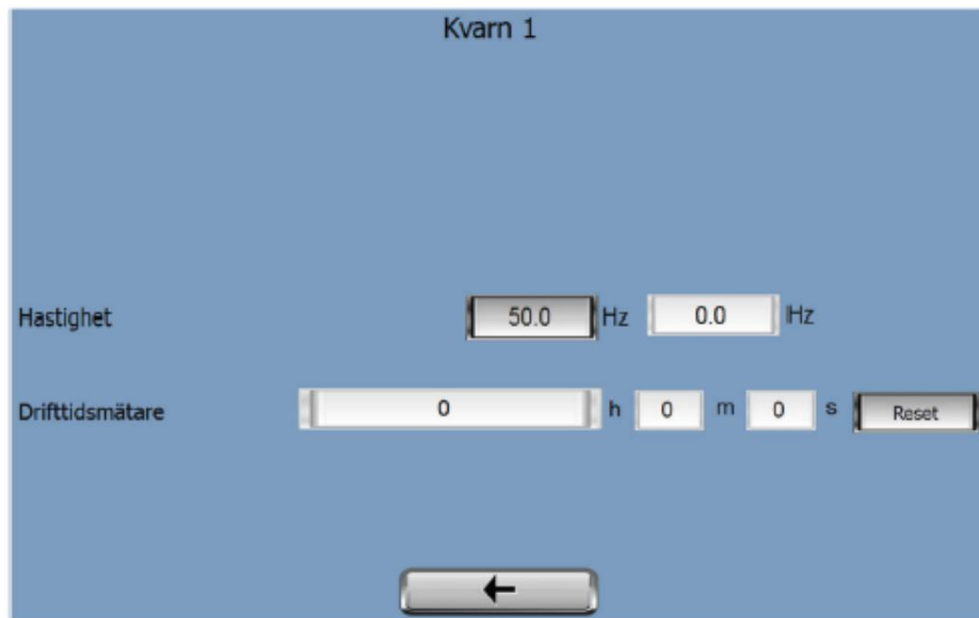 Kvarn 1
Hastighet 50.0 Hz 0.0 Hz
Drifttidsmätare 0 h 0 m 0 s Reset